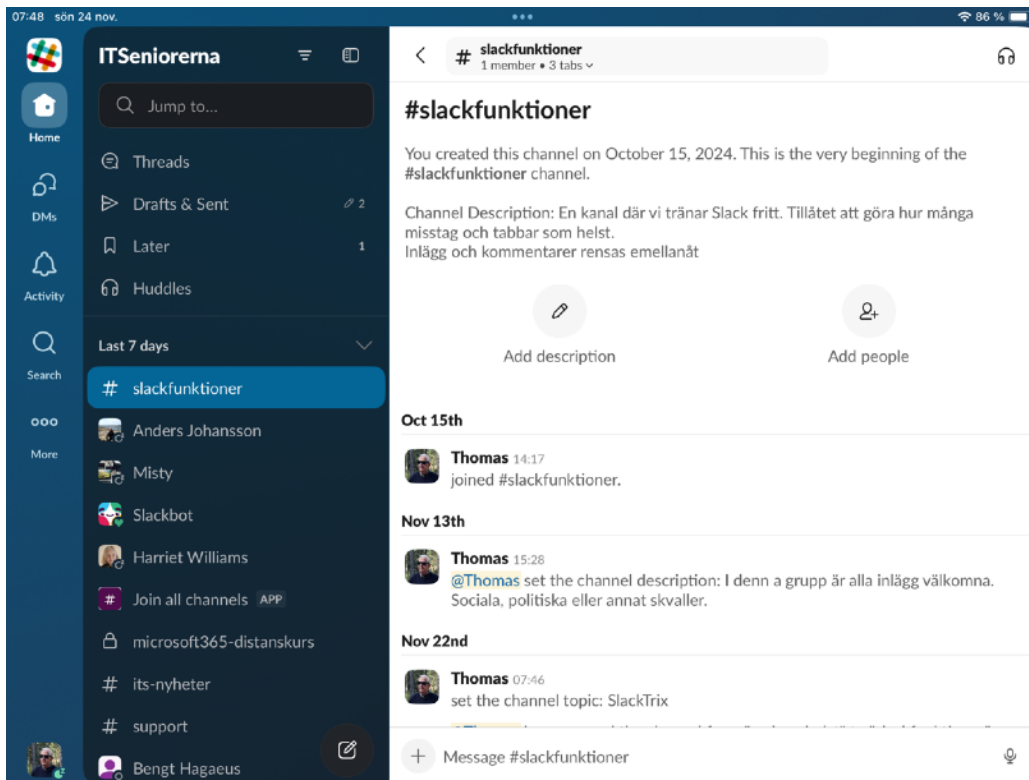 07:48 sön 24 nov.
86 %
ITSeniorerna
Jump to...
Home
Threads
DMs
Drafts & Sent
2
Later
1
Activity
Huddles
Search
Last 7 days
slackfunktioner
More
Anders Johansson
Misty
Slackbot
Harriet Williams
# Join all channels APP
microsoft365-distanskurs
# its-nyheter
# support
Bengt Hagaeus
# slackfunktioner
1 member • 3 tabs
#slackfunktioner
You created this channel on October 15, 2024. This is the very beginning of the
#slackfunktioner channel.
Channel Description: En kanal där vi tränar Slack fritt. Tillåtet att göra hur många
misstag och tabbar som helst.
Inlägg och kommentarer rensas emellanåt
Add description
Add people
Oct 15th
Thomas 14:17
joined #slackfunktioner.
Nov 13th
Thomas 15:28
@Thomas set the channel description: I denn a grupp är alla inlägg välkomna.
Sociala, politiska eller annat skvaller.
Nov 22nd
Thomas 07:46
set the channel topic: SlackTrix
Message #slackfunktioner